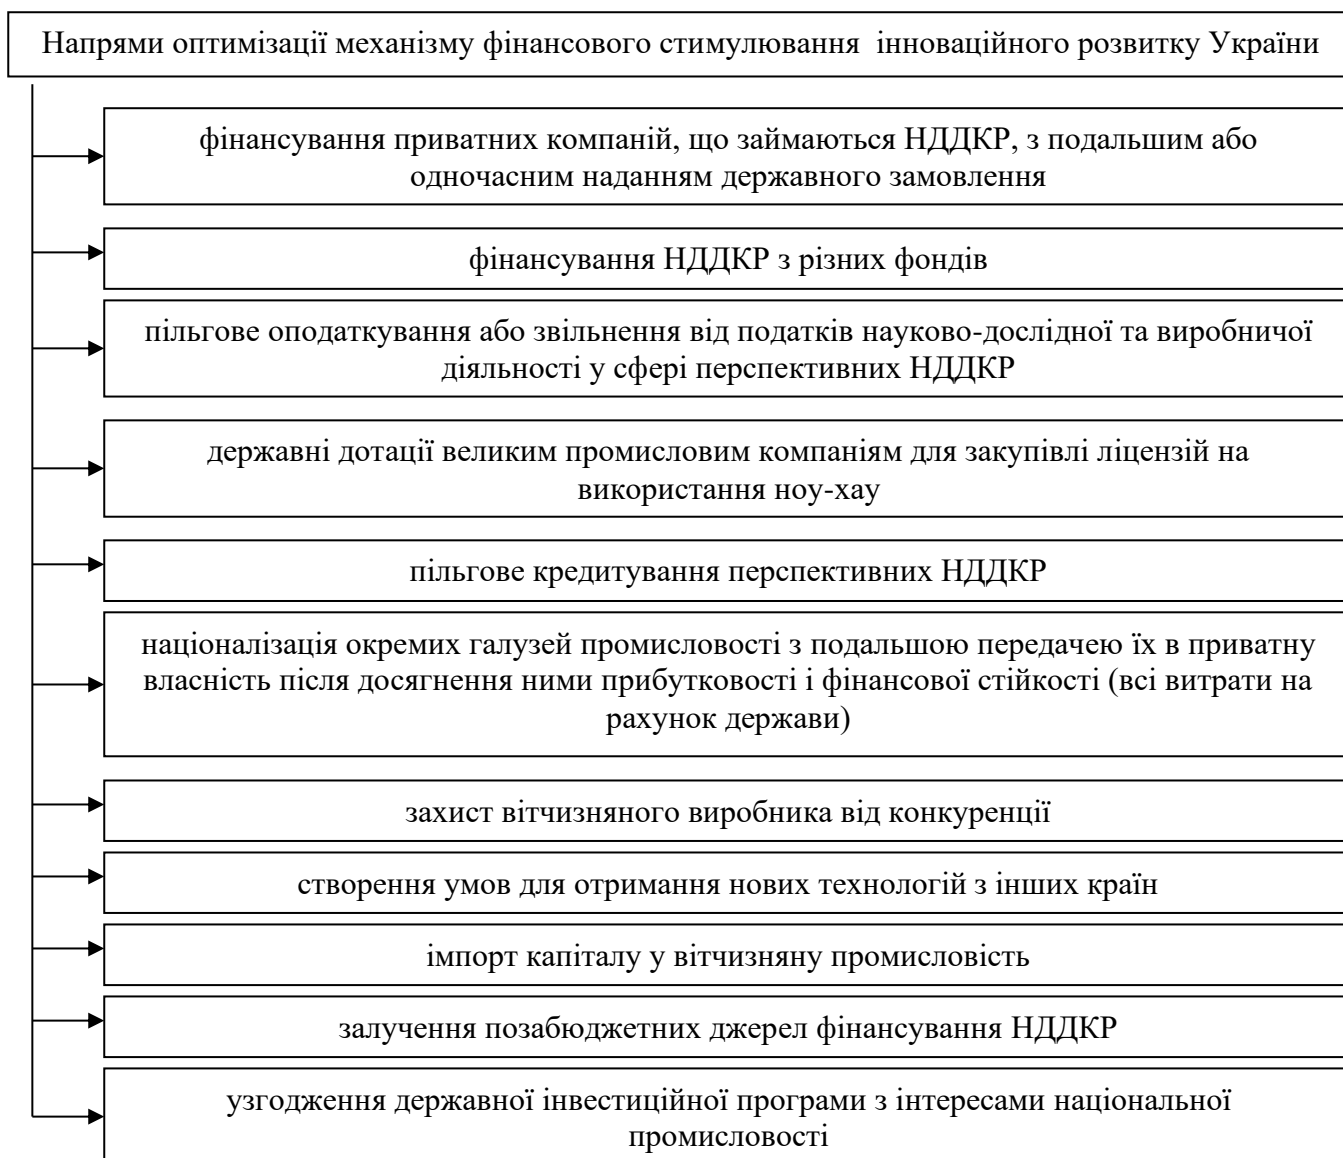 Напрями оптимізації механізму фінансового стимулювання інноваційного розвитку України
фінансування приватних компаній, що займаються НДДКР, з подальшим або
одночасним наданням державного замовлення
фінансування НДДКР з різних фондів
пільгове оподаткування або звільнення від податків науково-дослідної та виробничої
діяльності у сфері перспективних НДДКР
державні дотації великим промисловим компаніям для закупівлі ліцензій на
використання ноу-хау
пільгове кредитування перспективних НДДКР
націоналізація окремих галузей промисловості з подальшою передачею їх в приватну
власність після досягнення ними прибутковості і фінансової стійкості (всі витрати на
рахунок держави)
захист вітчизняного виробника від конкуренції
створення умов для отримання нових технологій з інших країн
імпорт капіталу у вітчизняну промисловість
залучення позабюджетних джерел фінансування НДДКР
узгодження державної інвестиційної програми з інтересами національної
промисловості